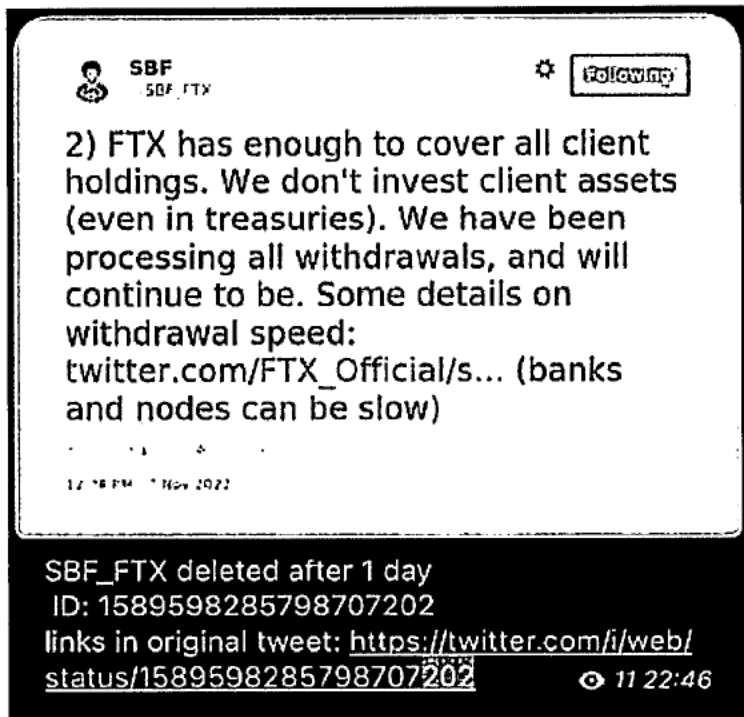 SBF
SBF_FTX
Following
2) FTX has enough to cover all client
holdings. We don't invest client assets
(even in treasuries). We have been
processing all withdrawals, and will
continue to be. Some details on
withdrawal speed:
twitter.com/FTX_Official/s... (banks
and nodes can be slow)
Nov 2022
SBF_FTX deleted after 1 day
ID: 1589598285798707202
links in original tweet: https://twitter.com/i/web/
status/1589598285798707202
11 22:46